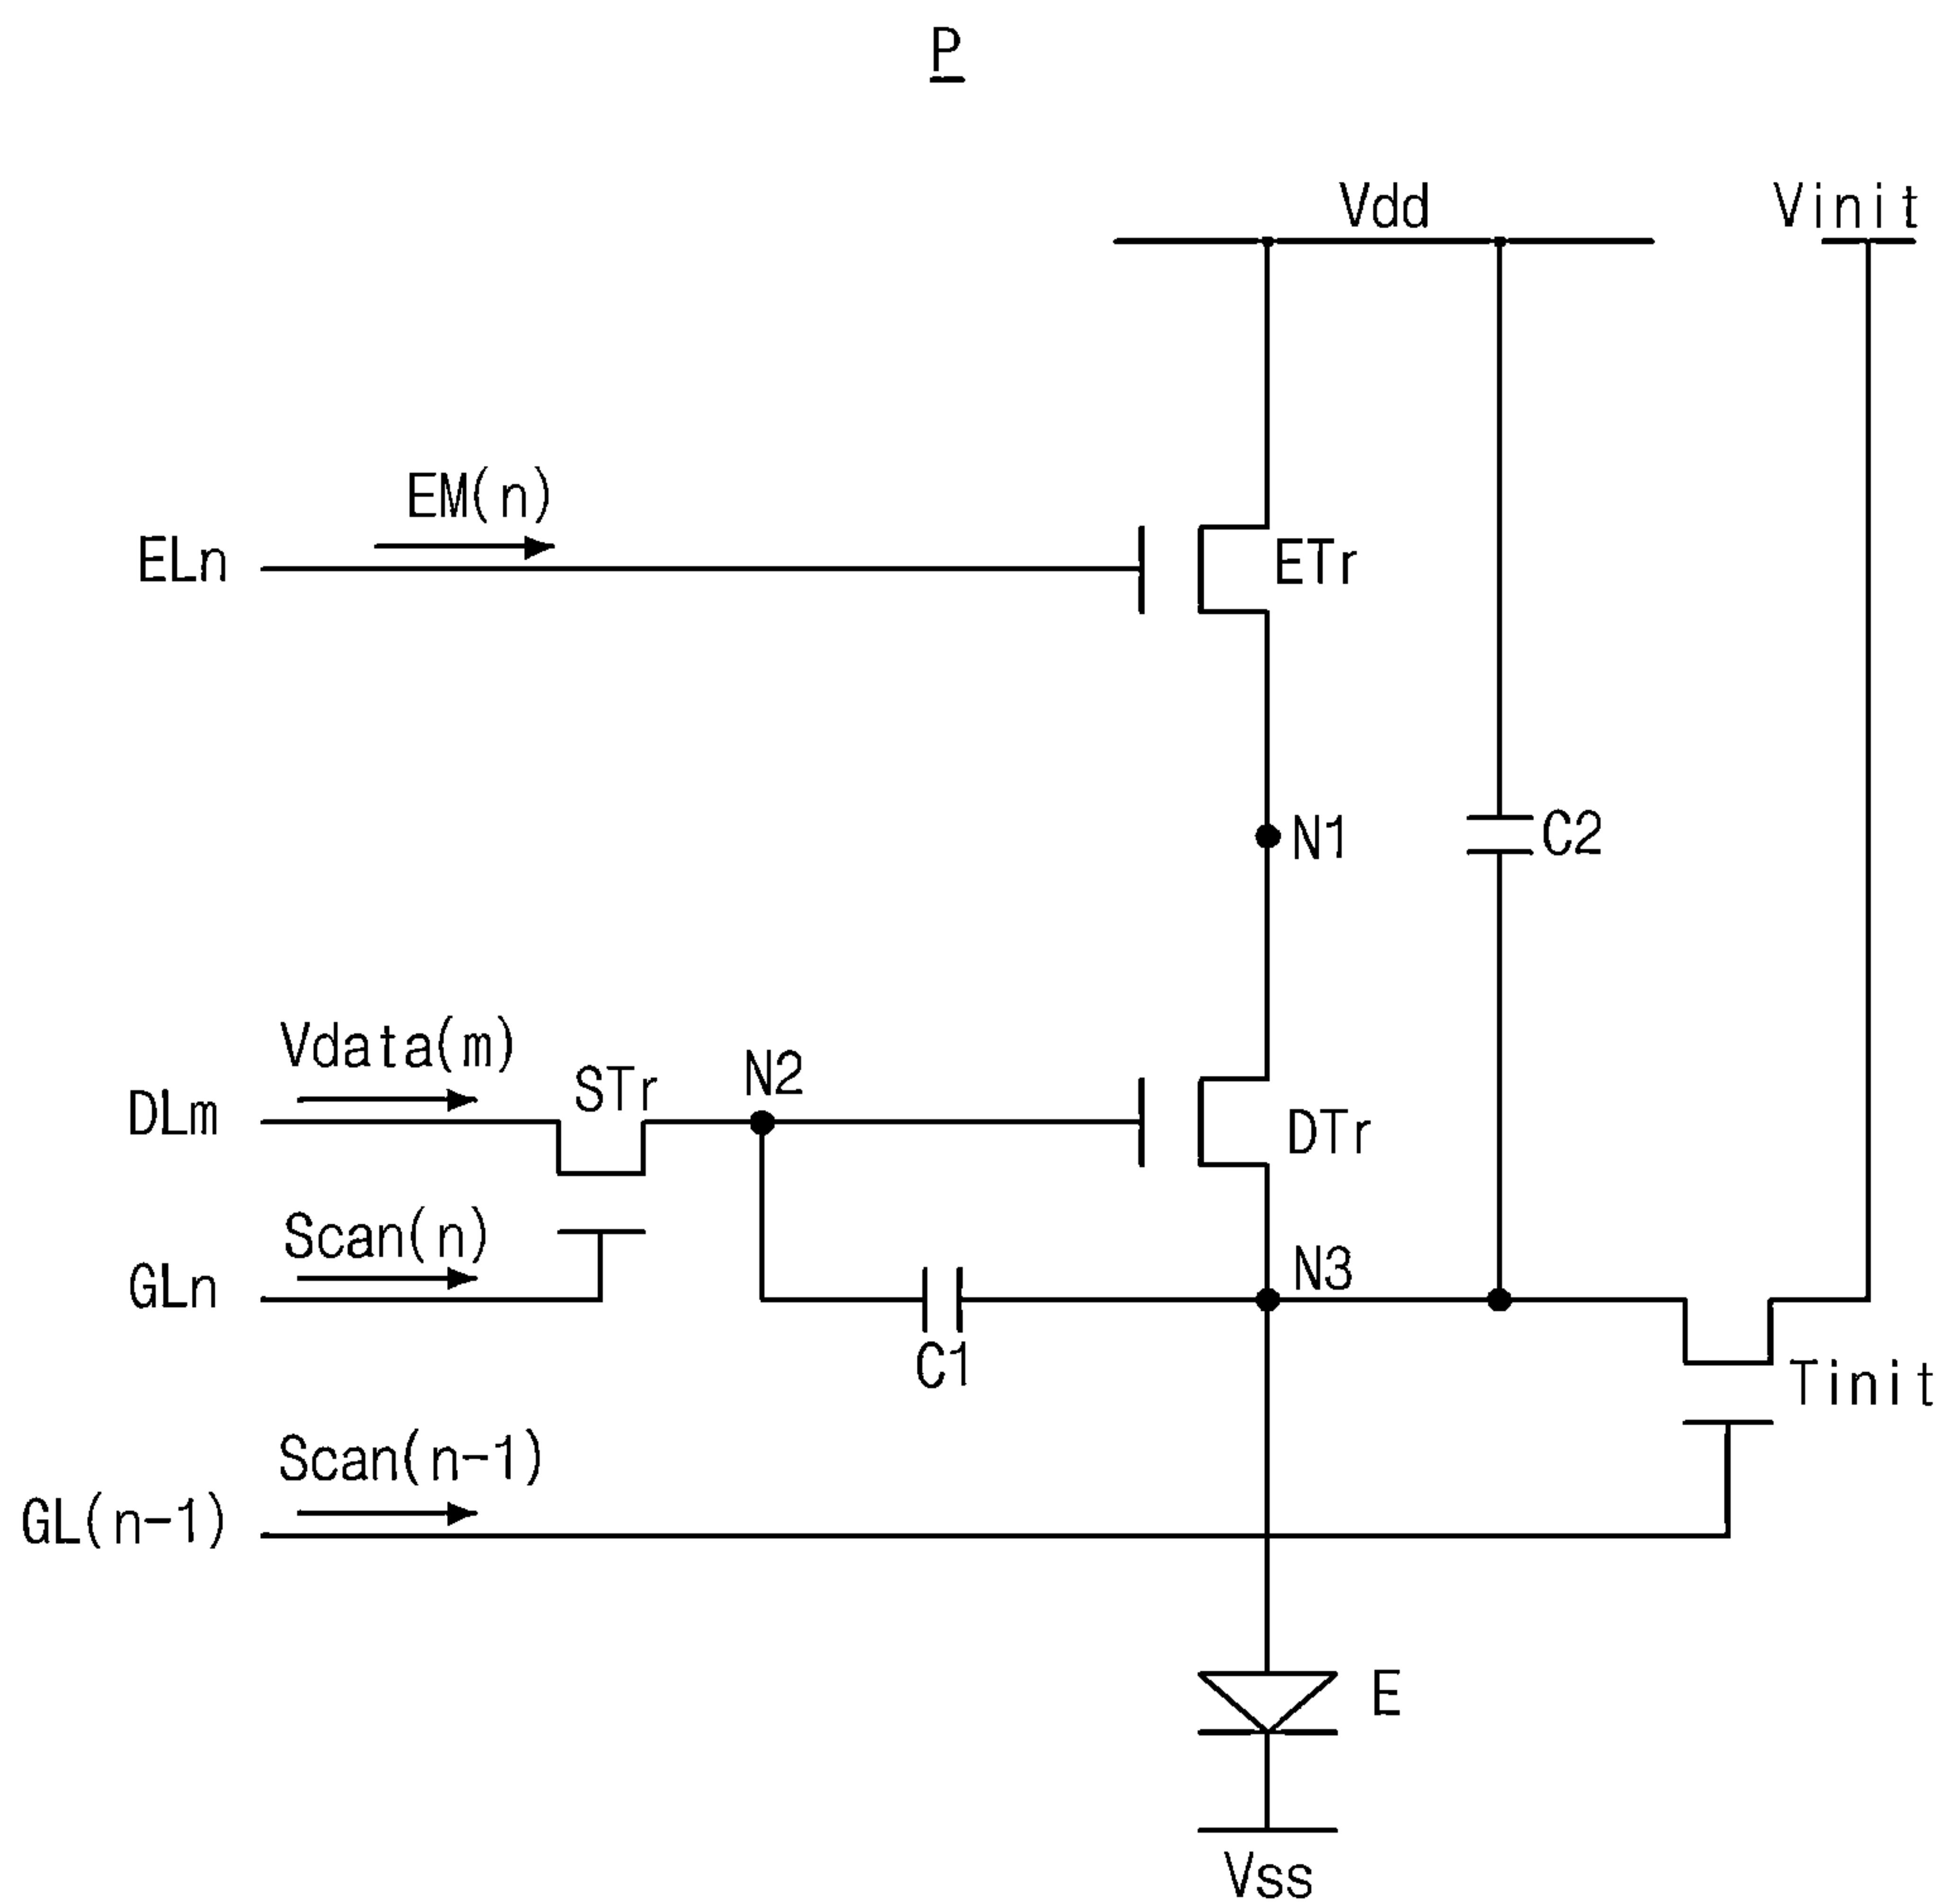 P
Vdd
Vinit
EM(n)
ELn
ETr
N1
C2
Vdata(m)
STr
N2
DLm
DTr
Scan(n)
GLn
N3
C1
Tinit
Scan(n-1)
GL(n-1)
E
Vss